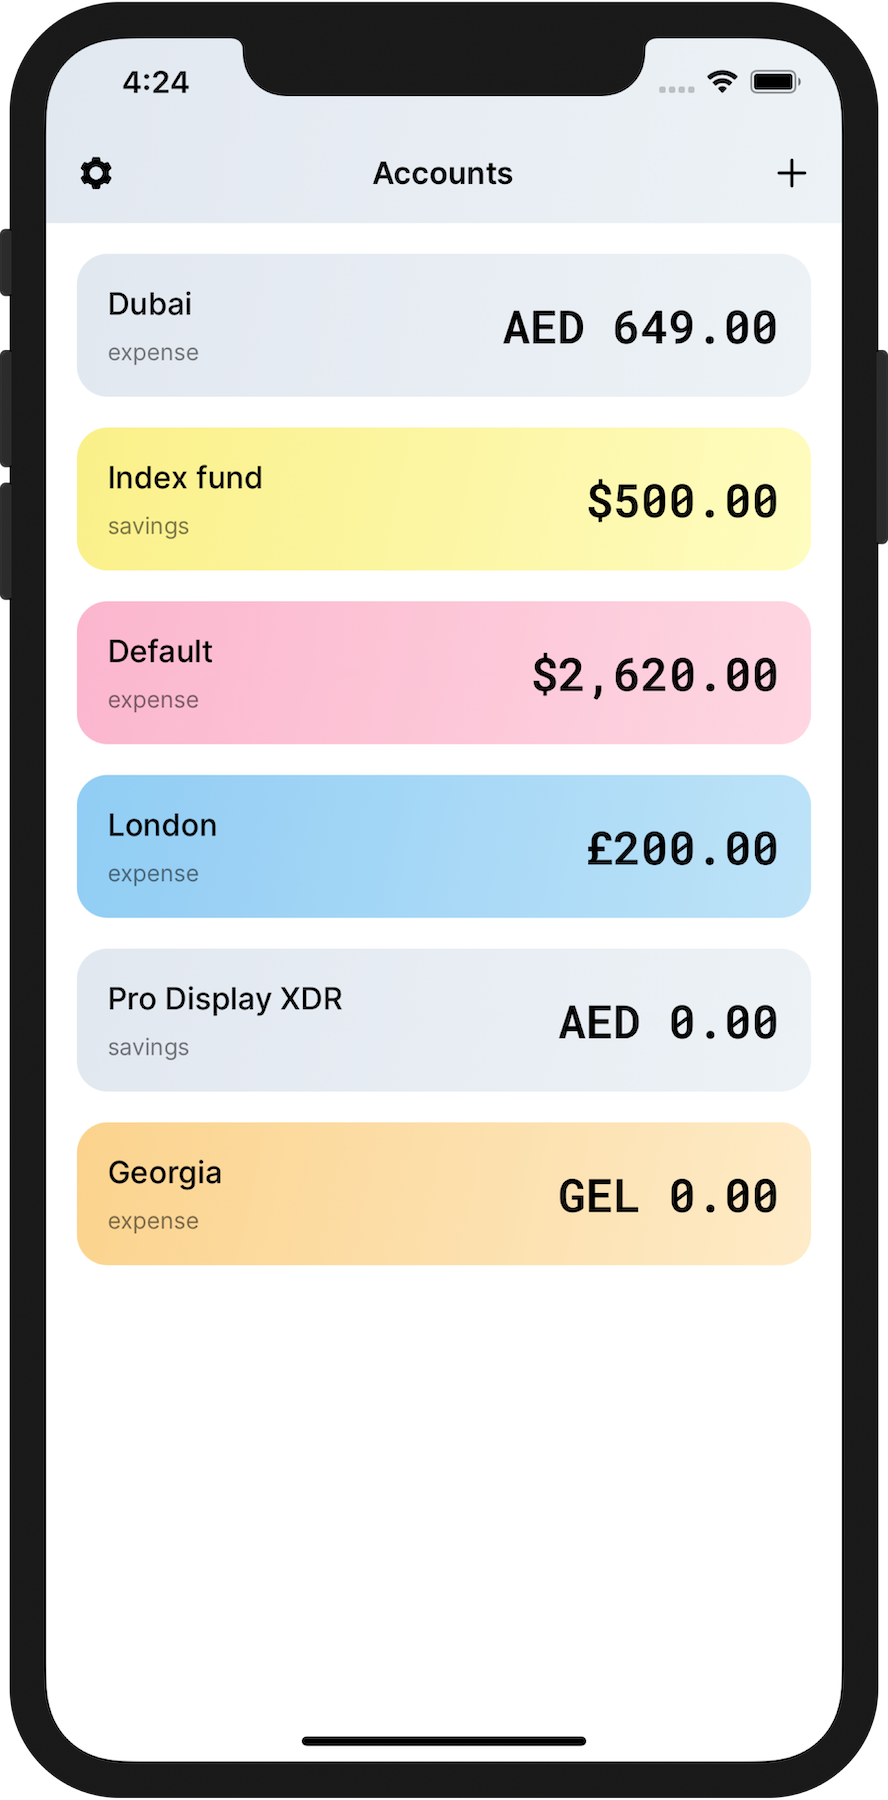 4:24
Accounts
Dubai
expense
AED 649.00
Index fund
savings
$500.00
Default
expense
$2,620.00
London
expense
£200.00
Pro Display XDR
savings
AED 0.00
Georgia
expense
GEL 0.00